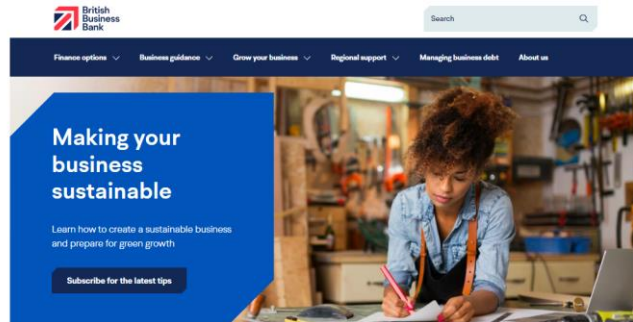 British
Business
Bank
Search
Finance options
Business guidance
Grow your business
Regional support
Managing business debt
About us
Making your
business
sustainable
Learn how to create a sustainable business
and prepare for green growth
Subscribe for the latest tips